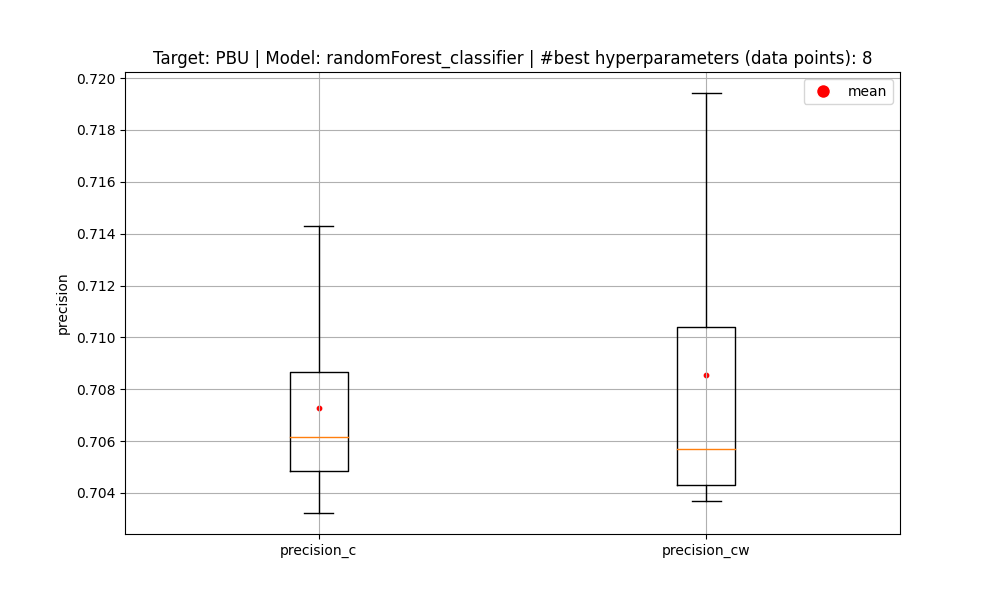 Target: PBU | Model: randomForest_classifier | #best hyperparameters (data points): 8
mean
0.720
0.718
0.716
0.714
0.712
0.710
0.708
0.706
0.704
precision
precision_c
precision_cw